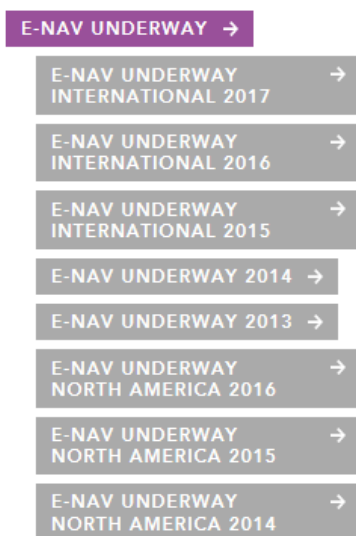 E-NAV UNDERWAY →
E-NAV UNDERWAY →
INTERNATIONAL 2017
E-NAV UNDERWAY →
INTERNATIONAL 2016
E-NAV UNDERWAY →
INTERNATIONAL 2015
E-NAV UNDERWAY 2014 →
E-NAV UNDERWAY 2013 →
E-NAV UNDERWAY →
NORTH AMERICA 2016
E-NAV UNDERWAY →
NORTH AMERICA 2015
E-NAV UNDERWAY →
NORTH AMERICA 2014